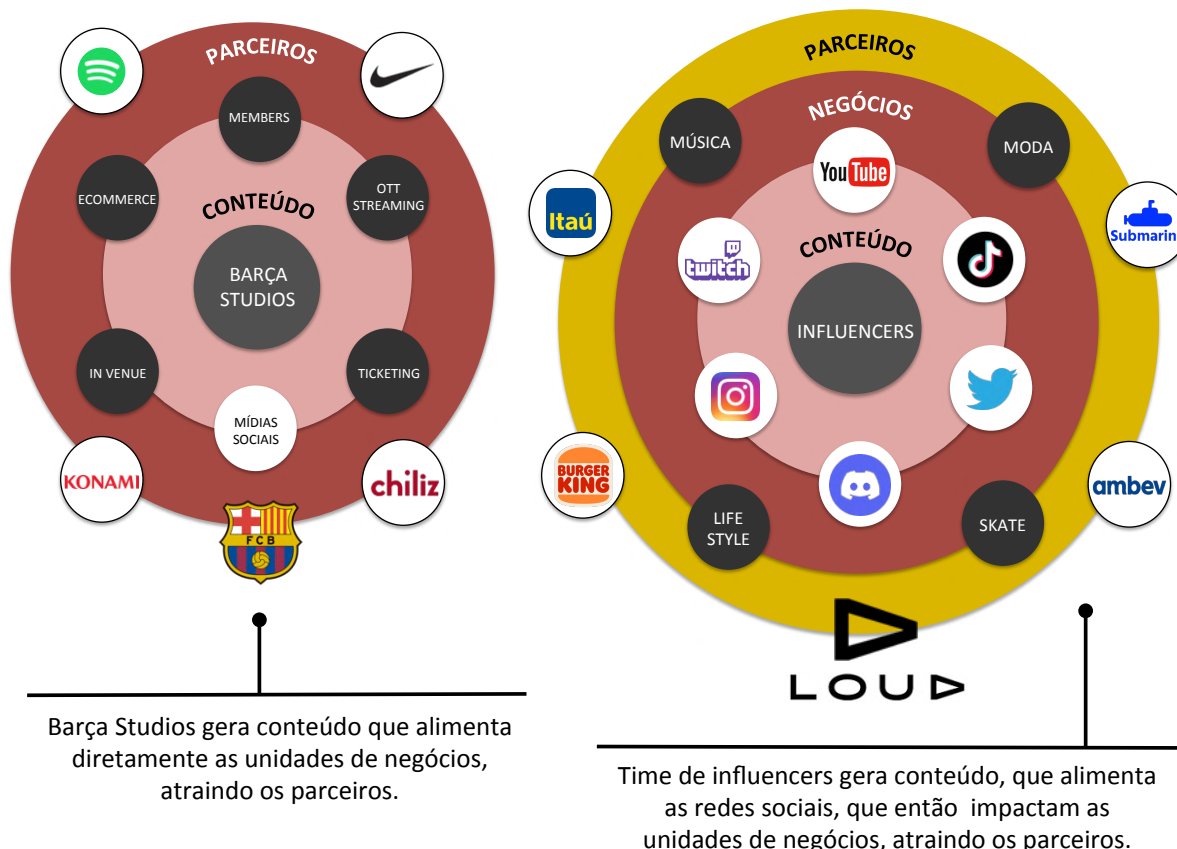 PARCEIROS
MEMBERS
ECOMMERCE
OTT
STREAMING
CONTEÚDO
BARÇA
STUDIOS
IN VENUE
TICKETING
MÍDIAS
SOCIAIS
KONAMI
chiliz
FCB
Barça Studios gera conteúdo que alimenta
diretamente as unidades de negócios,
atraindo os parceiros.
PARCEIROS
NEGÓCIOS
MÚSICA
MODA
YouTube
Itaú
Submarin
twitch
CONTEÚDO
INFLUENCERS
BURGER
KING
ambev
LIFE
STYLE
SKATE
LOUD
Time de influencers gera conteúdo, que alimenta
as redes sociais, que então  impactam as
unidades de negócios, atraindo os parceiros.